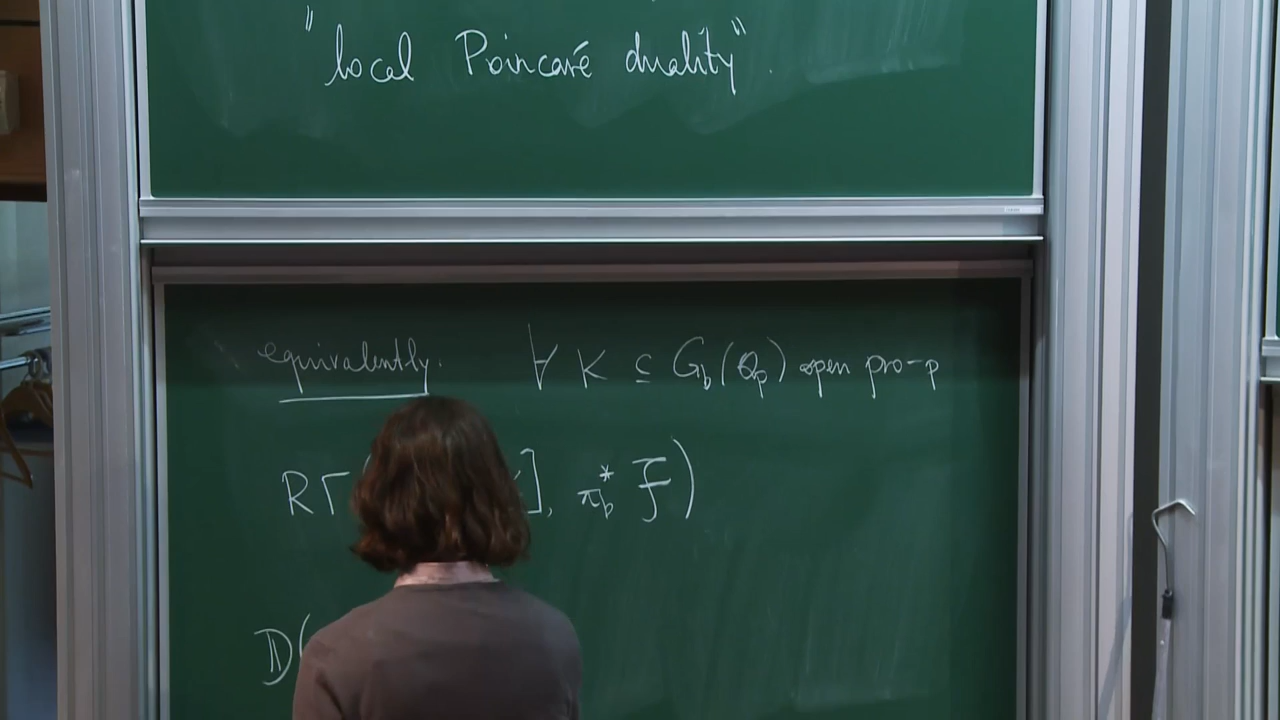 "local Poincaré duality".
equivalently. ∀ K ⊆ G_b(Q_p) open pro-p
RΓ( ], π_b^* F)
D(